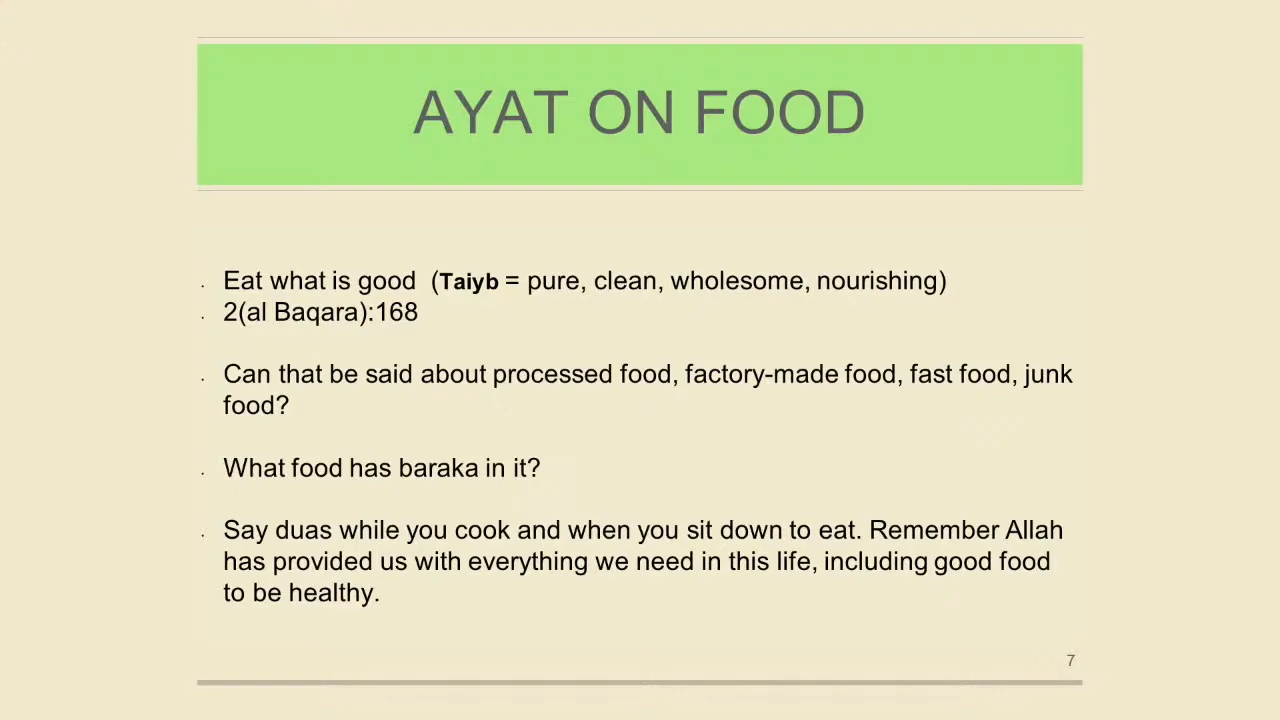 AYAT ON FOOD
· Eat what is good  (Taiyb = pure, clean, wholesome, nourishing)
· 2(al Baqara):168
· Can that be said about processed food, factory-made food, fast food, junk
food?
· What food has baraka in it?
· Say duas while you cook and when you sit down to eat. Remember Allah
has provided us with everything we need in this life, including good food
to be healthy.
7